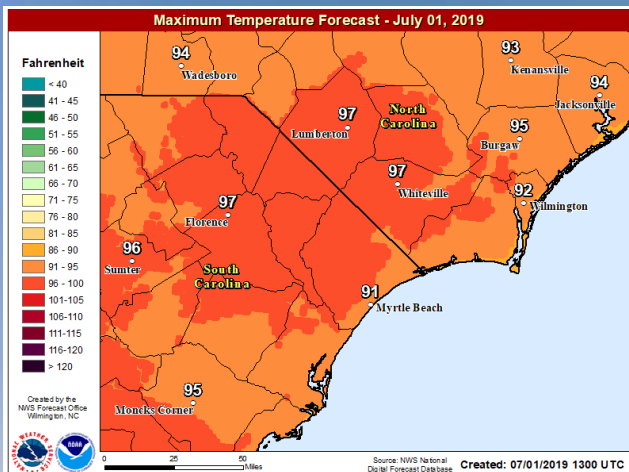 Maximum Temperature Forecast - July 01, 2019
Fahrenheit
< 40
41 - 45
46 - 50
51 - 55
56 - 60
61 - 65
66 - 70
71 - 75
76 - 80
81 - 85
86 - 90
91 - 95
96 - 100
101-105
106-110
111-115
116-120
> 120
Created by the
NWS Forecast Office
Wilmington, NC
NOAA
94
Wadesboro
93
Kenansville
94
Jacksonville
97
Lumberton
North
Carolina
95
Burgaw
97
Whiteville
92
Wilmington
97
Florence
96
Sumter
South
Carolina
91
Myrtle Beach
95
Moncks Corner
0 25 50
Miles
Source: NWS National
Digital Forecast Database
Created: 07/01/2019 1300 UTC